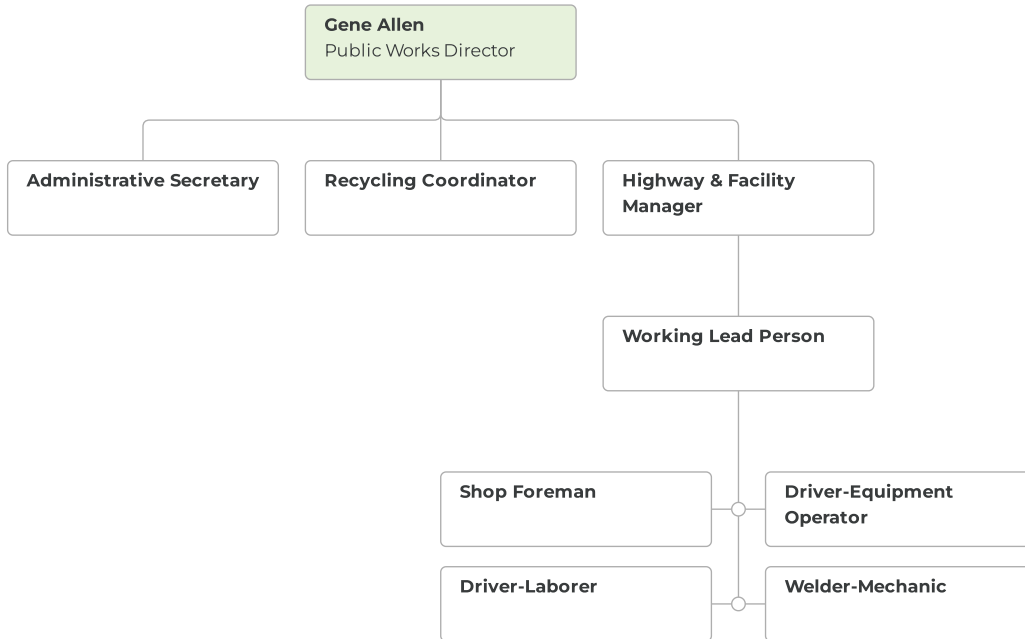 Gene Allen
Public Works Director
Administrative Secretary
Recycling Coordinator
Highway & Facility
Manager
Working Lead Person
Shop Foreman
Driver-Equipment
Operator
Driver-Laborer
Welder-Mechanic